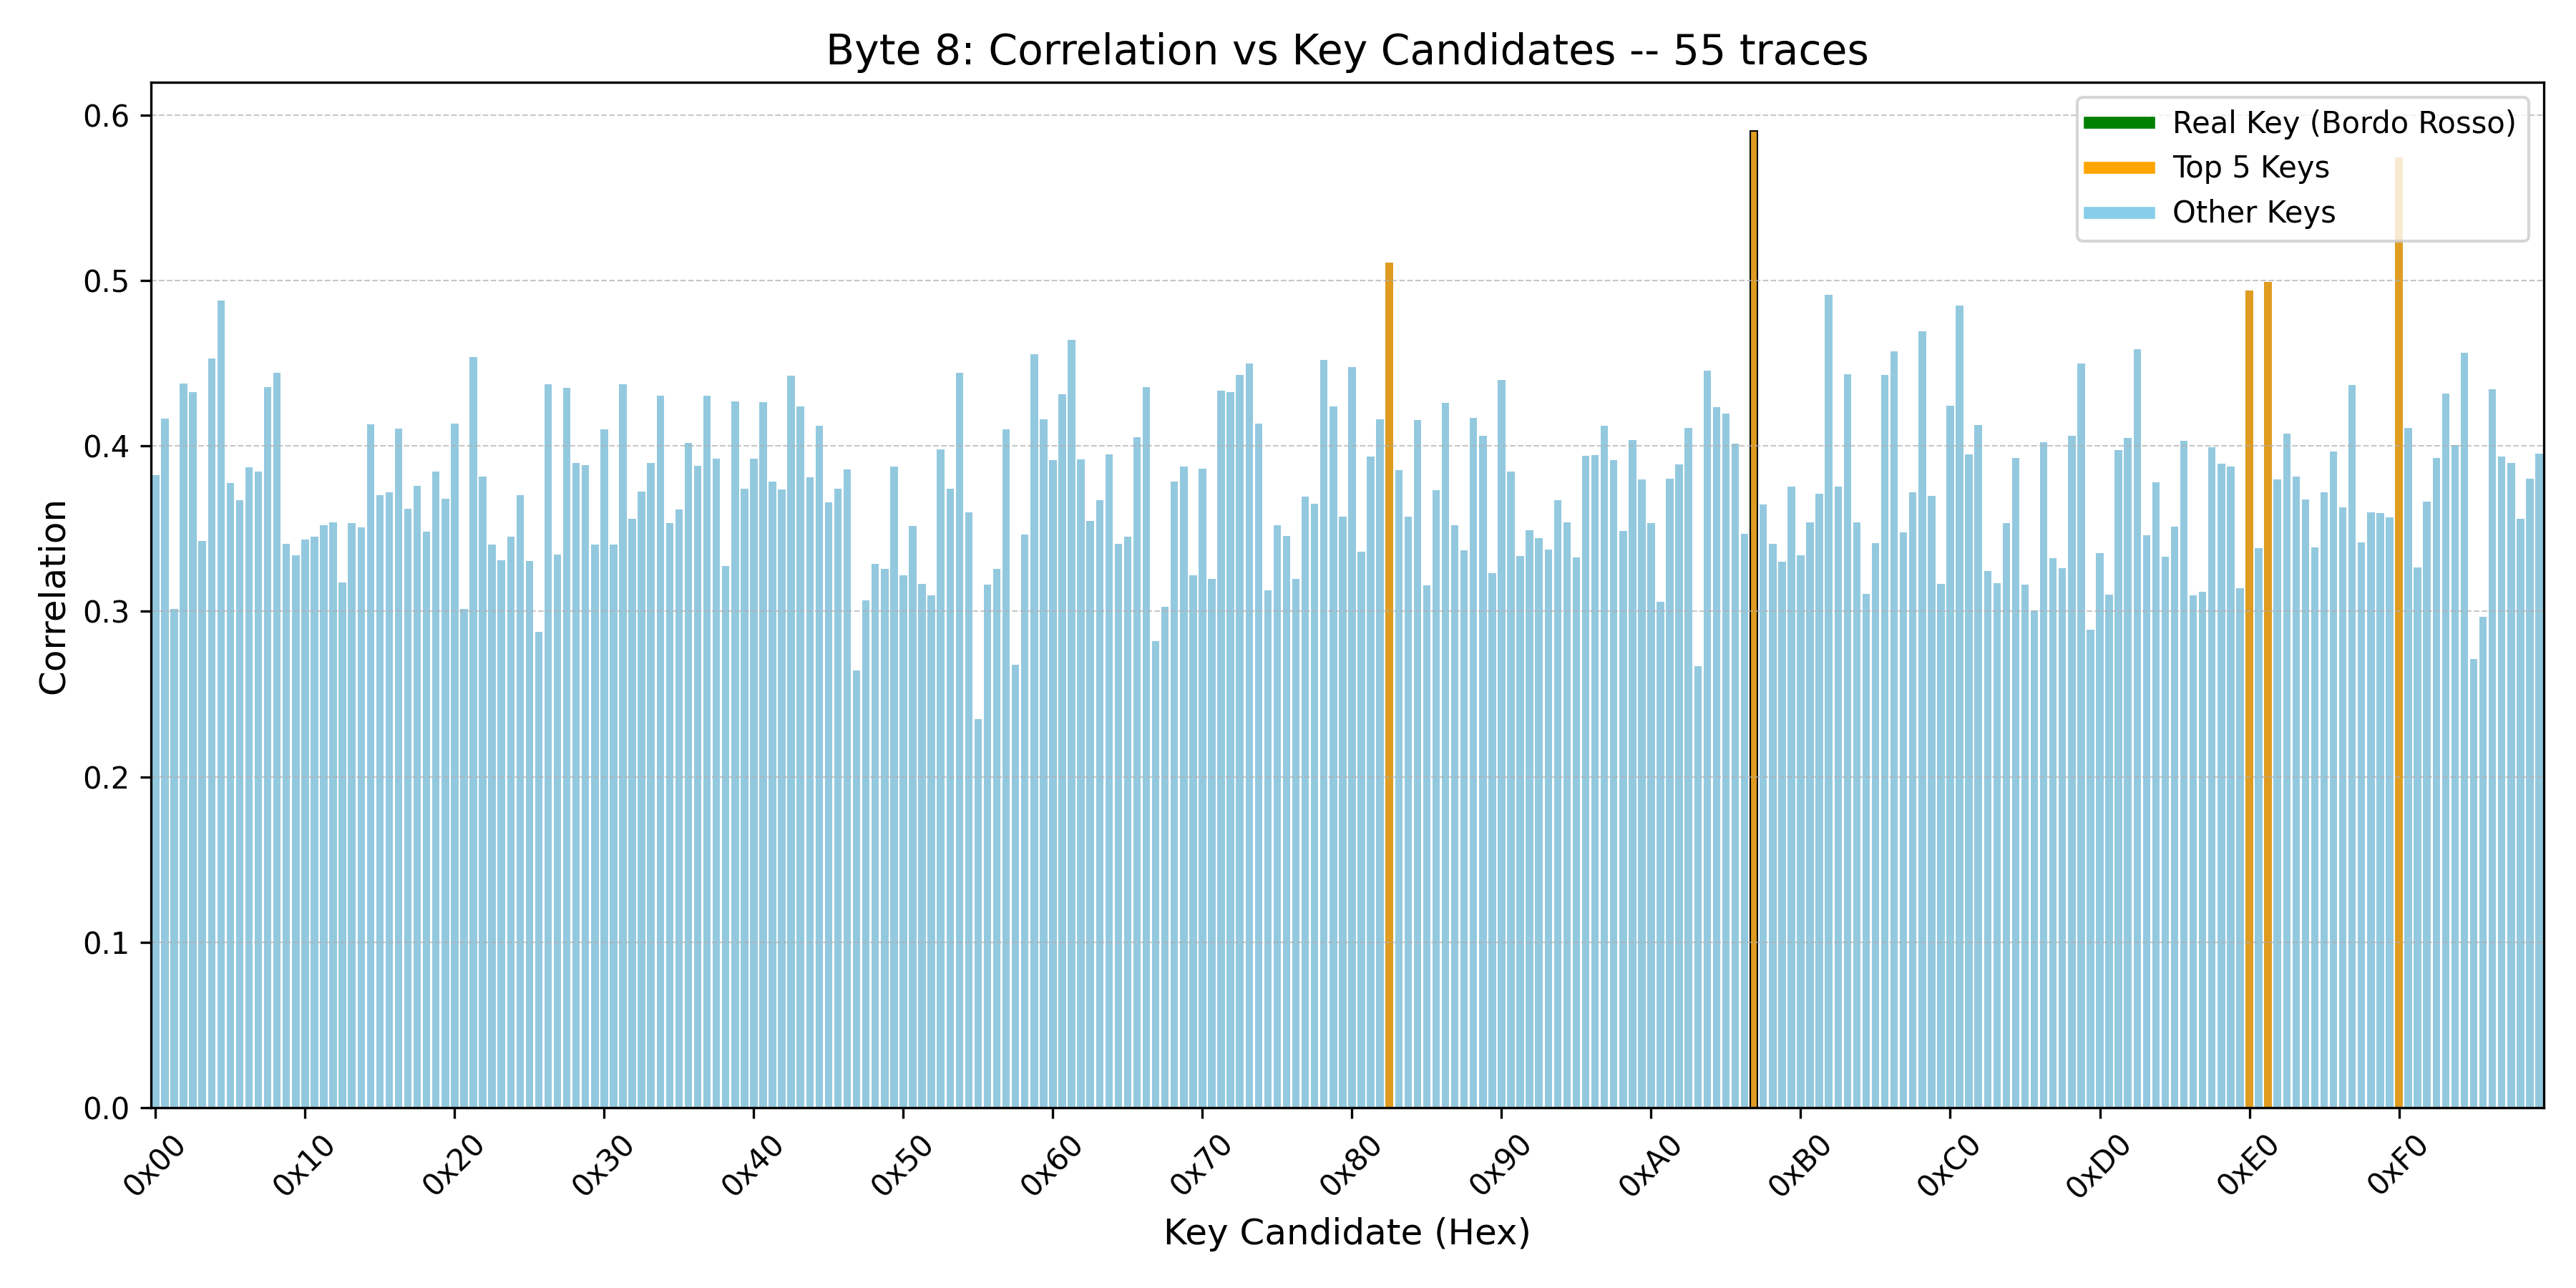 Byte 8: Correlation vs Key Candidates -- 55 traces
Real Key (Bordo Rosso)
Top 5 Keys
Other Keys
0.6
0.5
0.4
0.3
0.2
0.1
0.0
Correlation
0x00 0x10 0x20 0x30 0x40 0x50 0x60 0x70 0x80 0x90 0xA0 0xB0 0xC0 0xD0 0xE0 0xF0
Key Candidate (Hex)